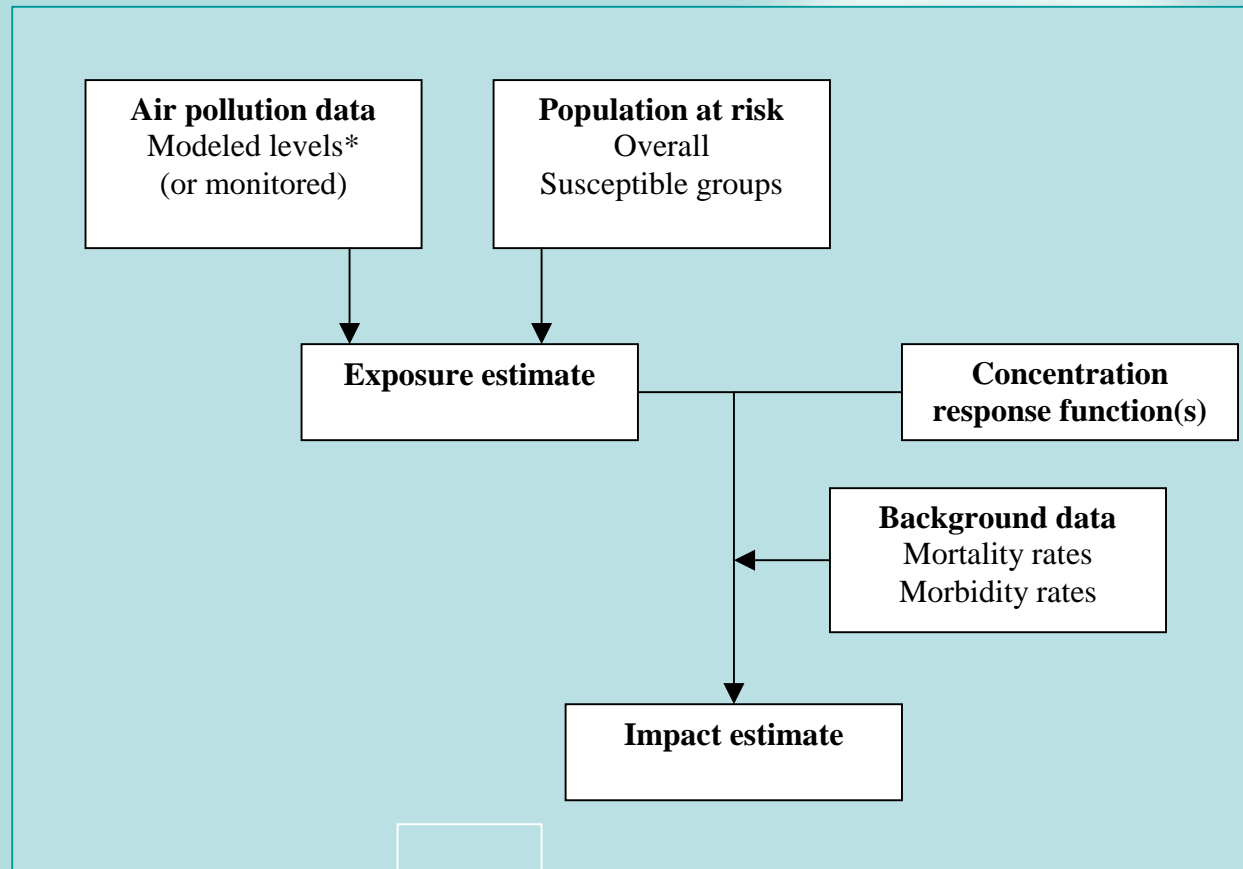 Air pollution data
Modeled levels*
(or monitored)
Population at risk
Overall
Susceptible groups
Exposure estimate
Concentration
response function(s)
Background data
Mortality rates
Morbidity rates
Impact estimate